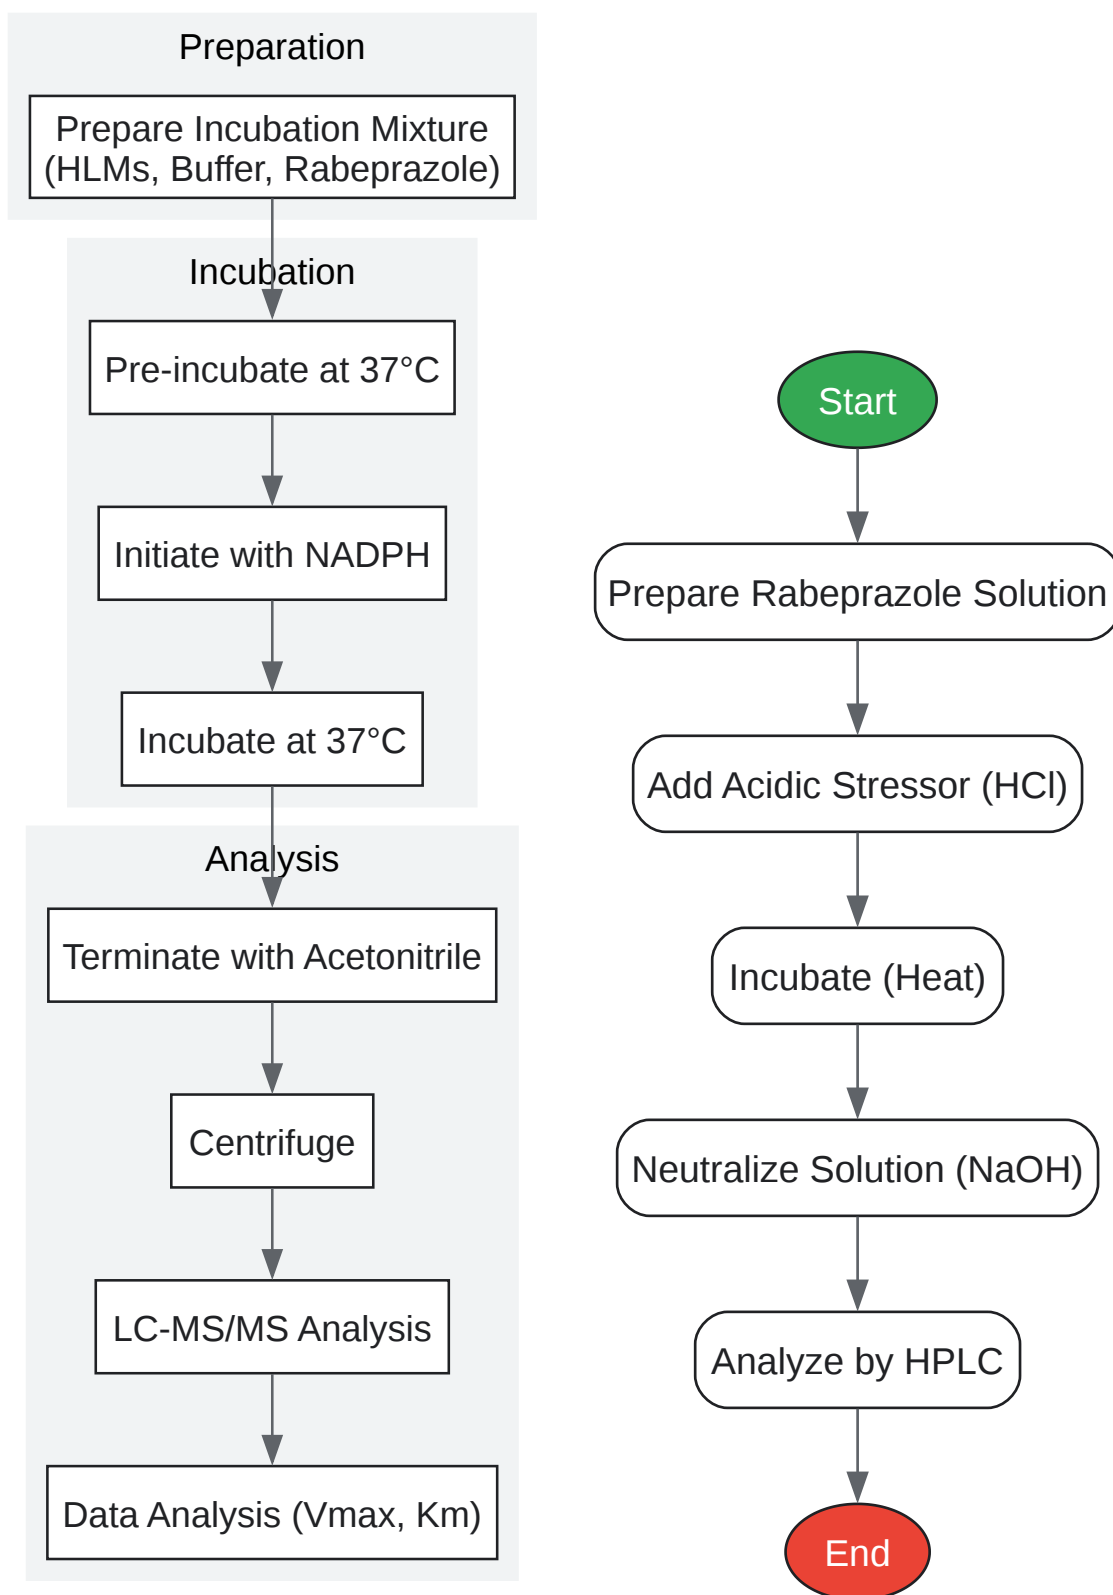 Preparation
Prepare Incubation Mixture
(HLMs, Buffer, Rabeprazole)
Incubation
Pre-incubate at 37°C
Initiate with NADPH
Incubate at 37°C
Analysis
Terminate with Acetonitrile
Centrifuge
LC-MS/MS Analysis
Data Analysis (Vmax, Km)
Start
Prepare Rabeprazole Solution
Add Acidic Stressor (HCl)
Incubate (Heat)
Neutralize Solution (NaOH)
Analyze by HPLC
End